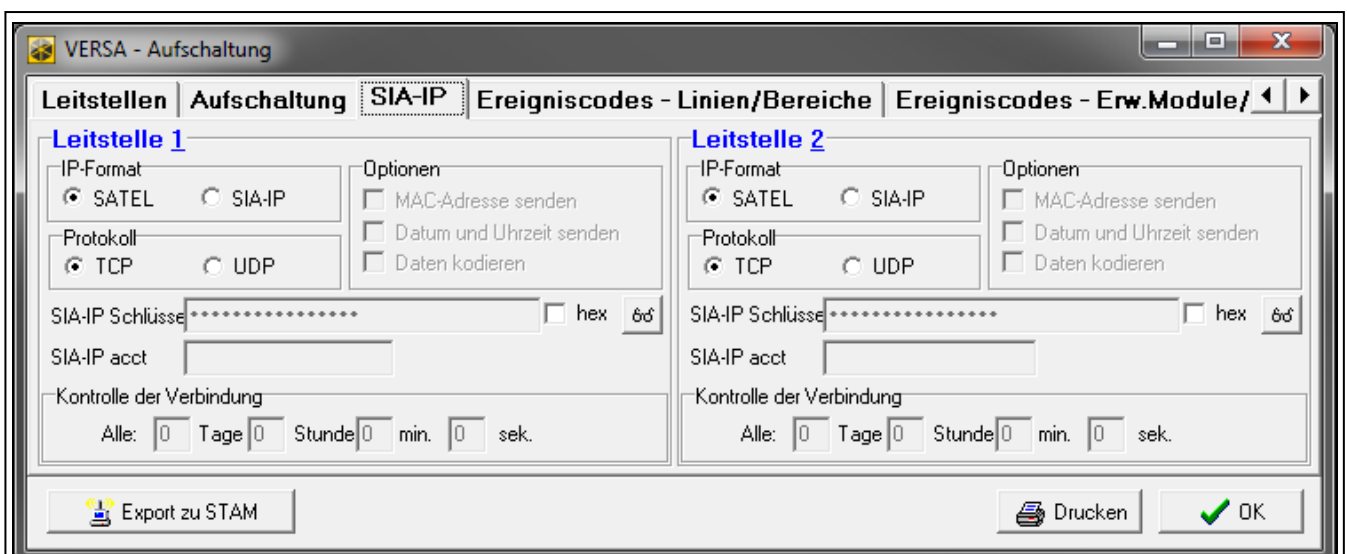 VERSA - Aufschaltung
Leitstellen Aufschaltung SIA-IP Ereigniscodes - Linien/Bereiche Ereigniscodes - Erw.Module/
Leitstelle 1
IP-Format
SATEL SIA-IP
Protokoll
TCP UDP
Optionen
MAC-Adresse senden
Datum und Uhrzeit senden
Daten kodieren
SIA-IP Schlüsse **************** hex
SIA-IP acct
Kontrolle der Verbindung
Alle: 0 Tage 0 Stunde 0 min. 0 sek.
Leitstelle 2
IP-Format
SATEL SIA-IP
Protokoll
TCP UDP
Optionen
MAC-Adresse senden
Datum und Uhrzeit senden
Daten kodieren
SIA-IP Schlüsse **************** hex
SIA-IP acct
Kontrolle der Verbindung
Alle: 0 Tage 0 Stunde 0 min. 0 sek.
Export zu STAM Drucken OK